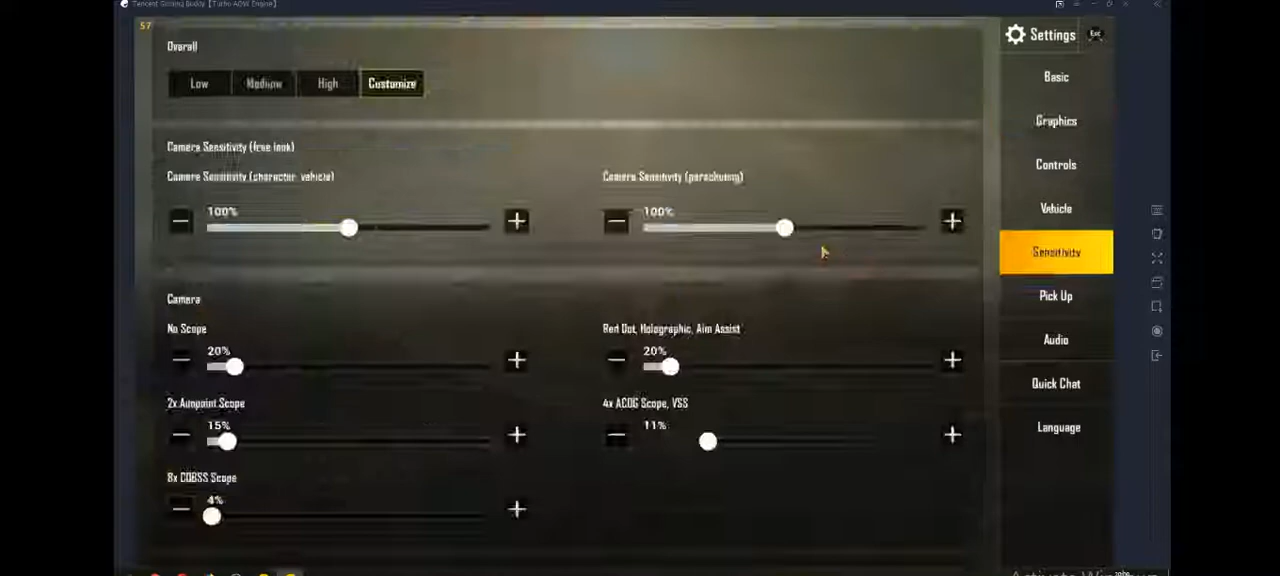 Tencent Gaming Buddy【Turbo AOW Engine】
57
Settings
Esc
Overall
Low Medium High Customize
Basic
Graphics
Camera Sensitivity (free look)
Controls
Camera Sensitivity (character, vehicle) Camera Sensitivity (parachuting)
100% 100%
Vehicle
Sensitivity
Camera
Pick Up
No Scope Red Dot, Holographic, Aim Assist
Audio
20% 20%
Quick Chat
2x Aimpoint Scope 4x ACOG Scope, VSS
15% 11%
Language
8x CQBSS Scope
4%